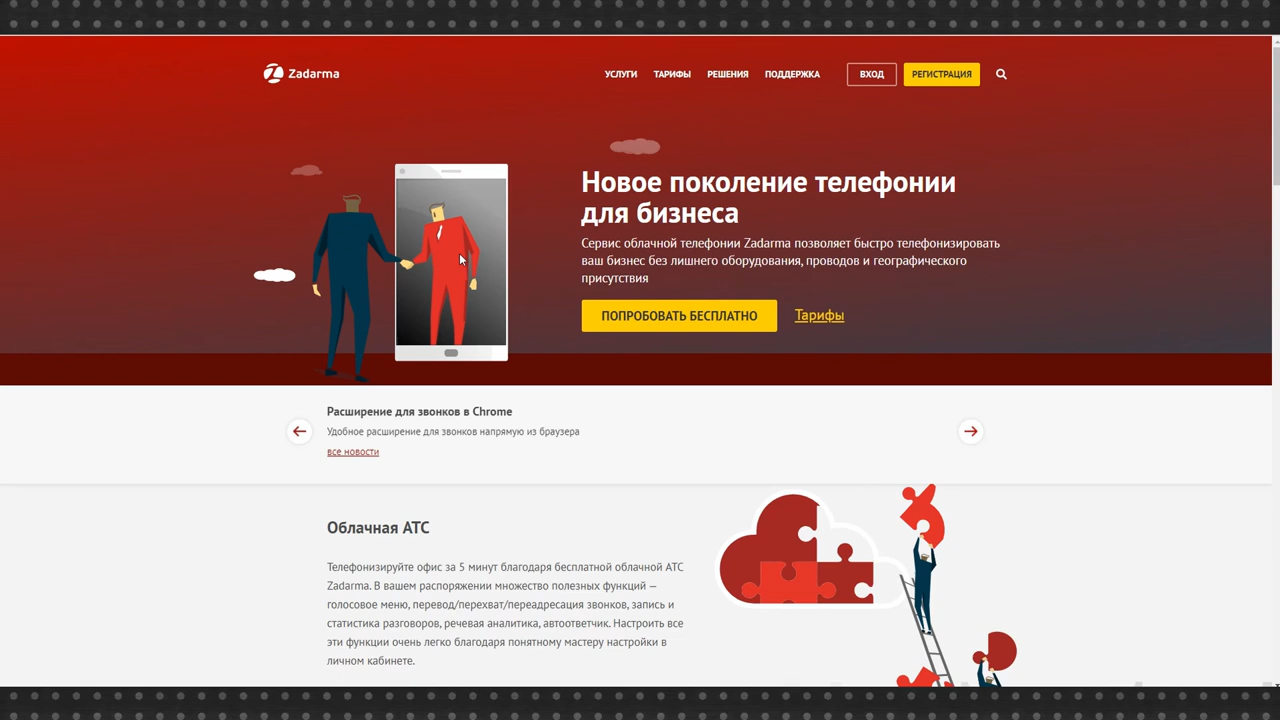 Zadarma
УСЛУГИ ТАРИФЫ РЕШЕНИЯ ПОДДЕРЖКА ВХОД РЕГИСТРАЦИЯ
Новое поколение телефонии
для бизнеса
Сервис облачной телефонии Zadarma позволяет быстро телефонизировать
ваш бизнес без лишнего оборудования, проводов и географического
присутствия
ПОПРОБОВАТЬ БЕСПЛАТНО Тарифы
Расширение для звонков в Chrome
Удобное расширение для звонков напрямую из браузера
все новости
Облачная АТС
Телефонизируйте офис за 5 минут благодаря бесплатной облачной АТС
Zadarma. В вашем распоряжении множество полезных функций —
голосовое меню, перевод/перехват/переадресация звонков, запись и
статистика разговоров, речевая аналитика, автоответчик. Настроить все
эти функции очень легко благодаря понятному мастеру настройки в
личном кабинете.